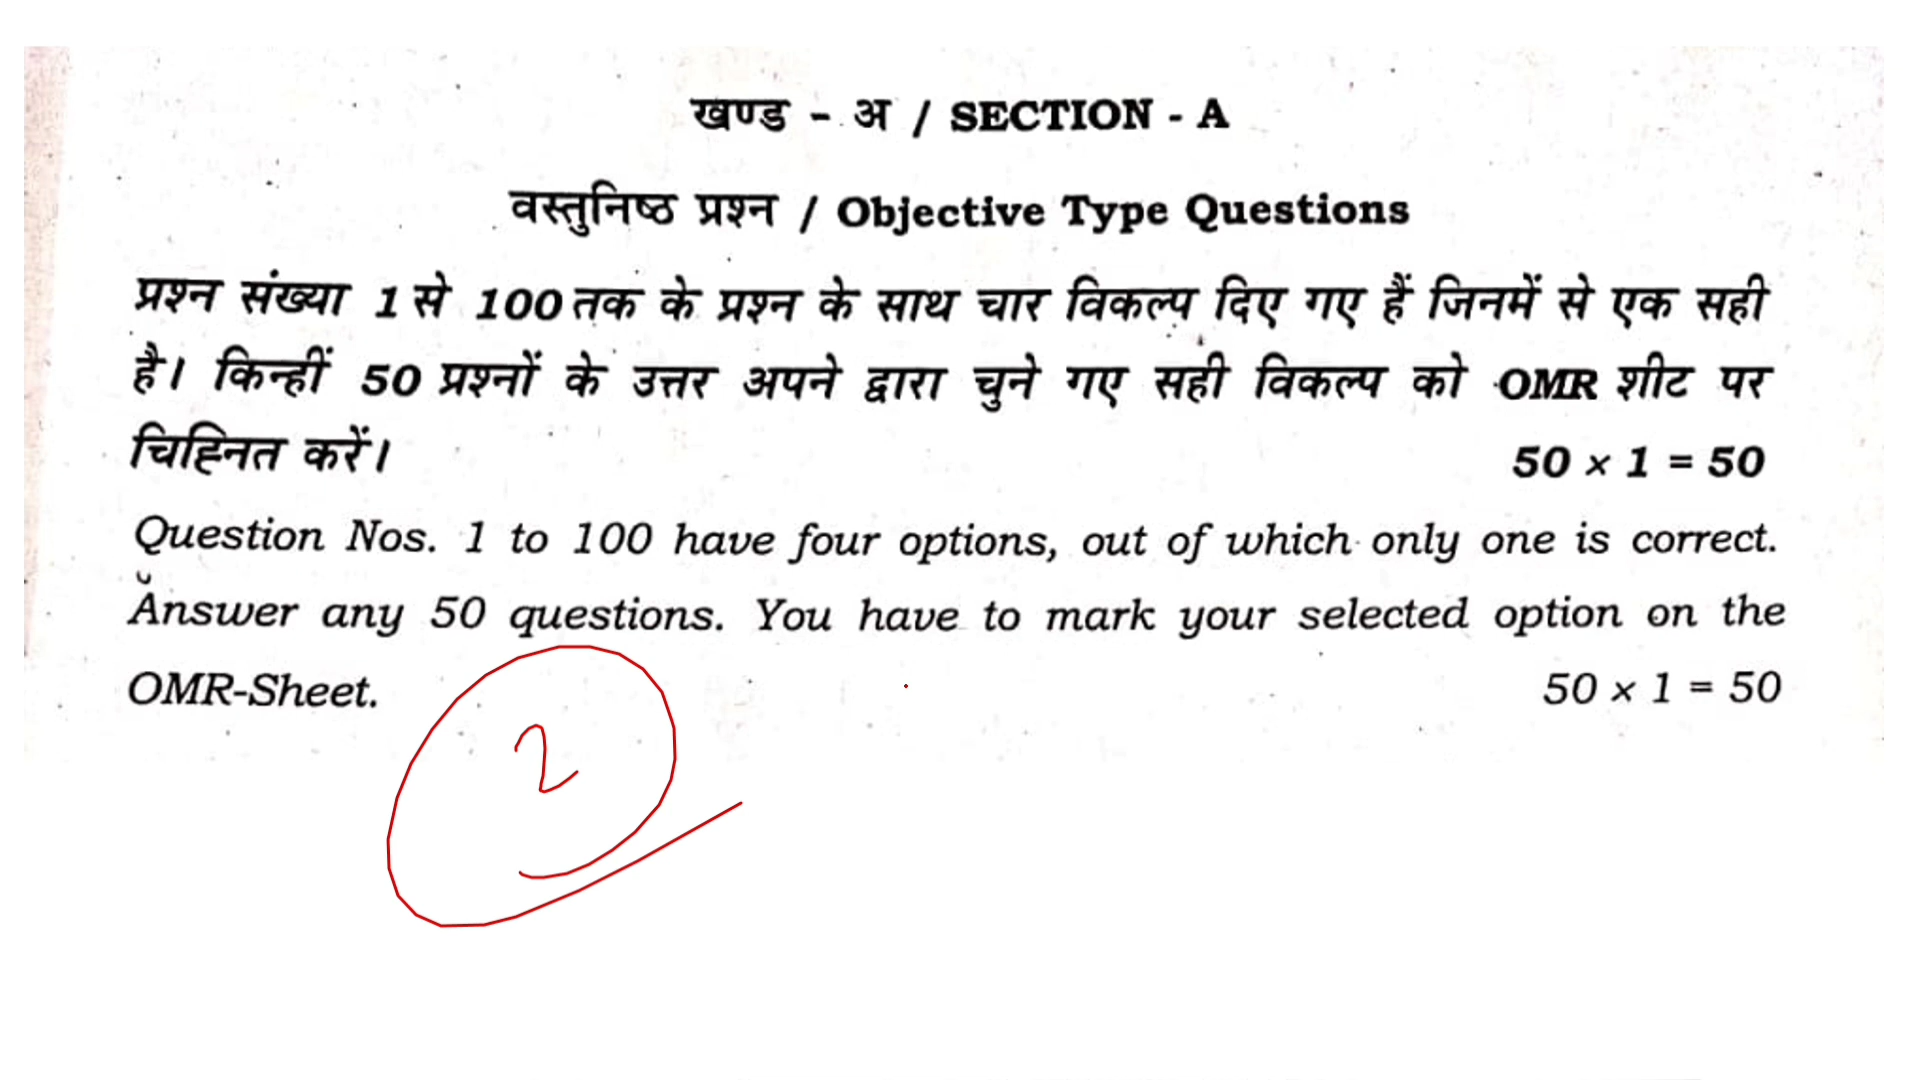 खण्ड - अ / SECTION - A
वस्तुनिष्ठ प्रश्न / Objective Type Questions
प्रश्न संख्या 1 से 100 तक के प्रश्न के साथ चार विकल्प दिए गए हैं जिनमें से एक सही
है। किन्हीं 50 प्रश्नों के उत्तर अपने द्वारा चुने गए सही विकल्प को OMR शीट पर
चिह्नित करें। 50 × 1 = 50
Question Nos. 1 to 100 have four options, out of which only one is correct.
Answer any 50 questions. You have to mark your selected option on the
OMR-Sheet. 50 × 1 = 50
2